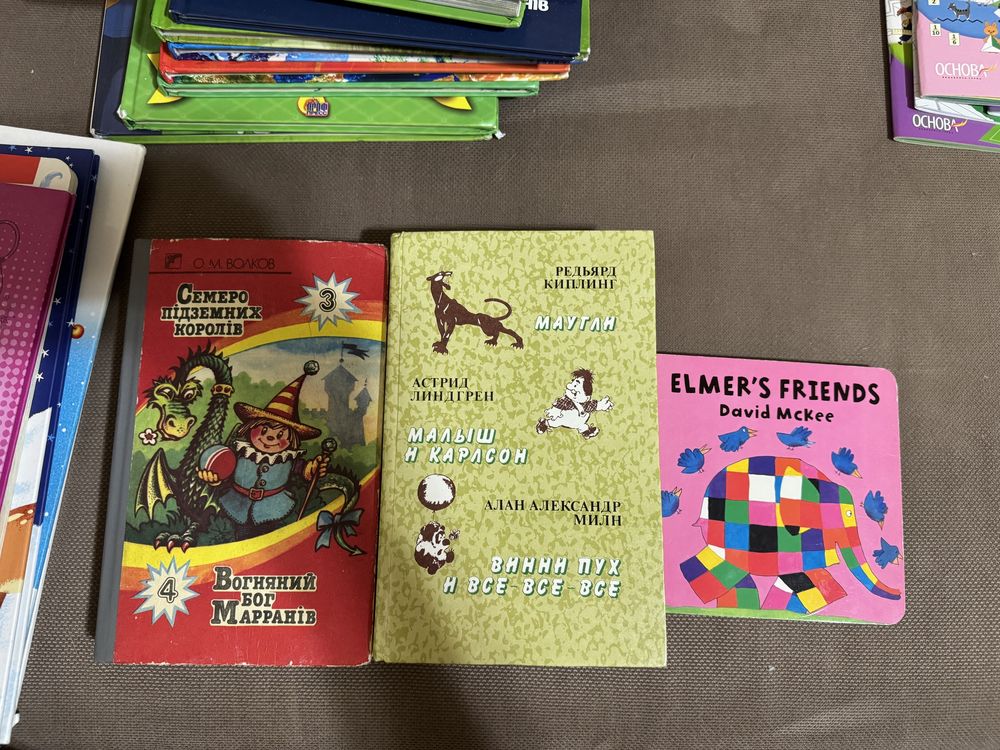 НІВ
ОСНОВА
ОСНОВА
О. М. ВОЛКОВ
СЕМЕРО
ПІДЗЕМНИХ
КОРОЛІВ
3
4
ВОГНЯНИЙ
БОГ
МАРРАНІВ
РЕДЬЯРД
КИПЛИНГ
МАУГЛИ
АСТРИД
ЛИНДГРЕН
МАЛЫШ
И КАРЛСОН
АЛАН АЛЕКСАНДР
МИЛН
ВИННИ ПУХ
И ВСЕ-ВСЕ-ВСЕ
ELMER'S FRIENDS
David McKee